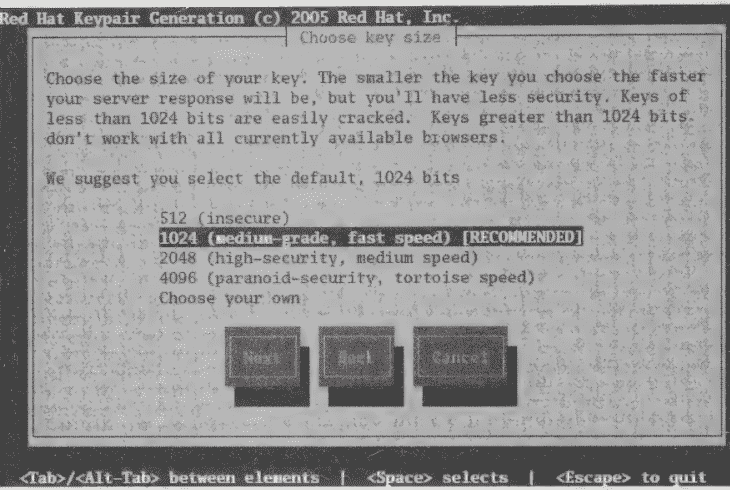 Red Hat Keypair Generation (c) 2005 Red Hat, Inc.
Choose key size
Choose the size of your key. The smaller the key you choose the faster
your server response will be, but you'll have less security. Keys of
less than 1024 bits are easily cracked. Keys greater than 1024 bits
don't work with all currently available browsers.
We suggest you select the default, 1024 bits
512 (insecure)
1024 (medium-grade, fast speed) [RECOMMENDED]
2048 (high-security, medium speed)
4096 (paranoid-security, tortoise speed)
Choose your own
Next Back Cancel
<Tab>/<Alt-Tab> between elements | <Space> selects | <Escape> to quit